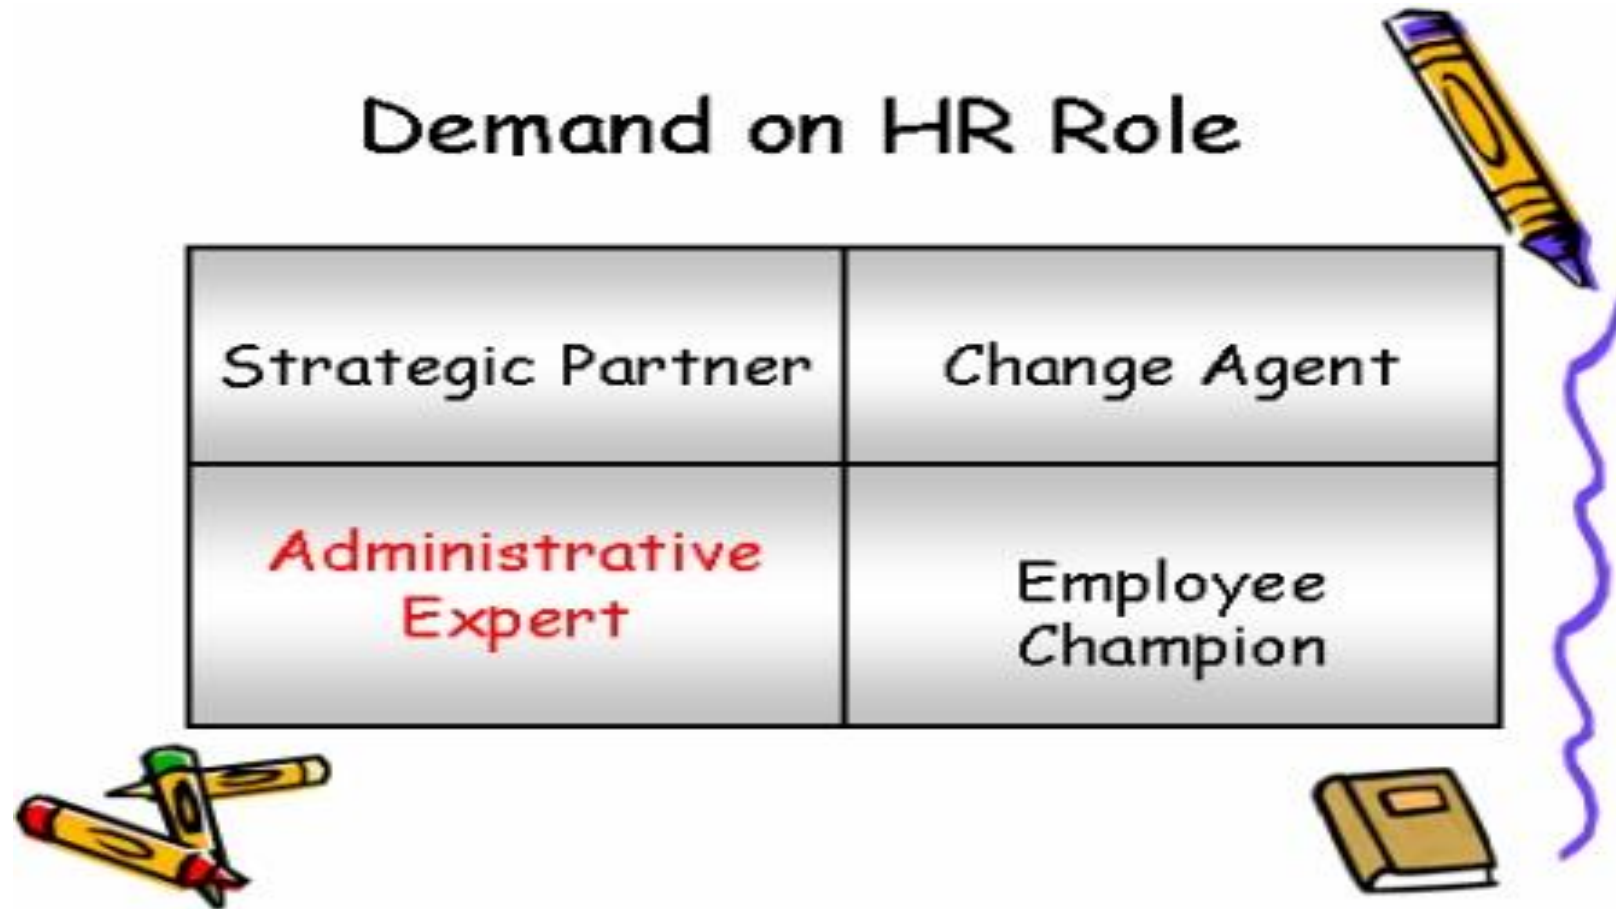 Demand on HR Role
Strategic Partner
Change Agent
Administrative
Expert
Employee
Champion